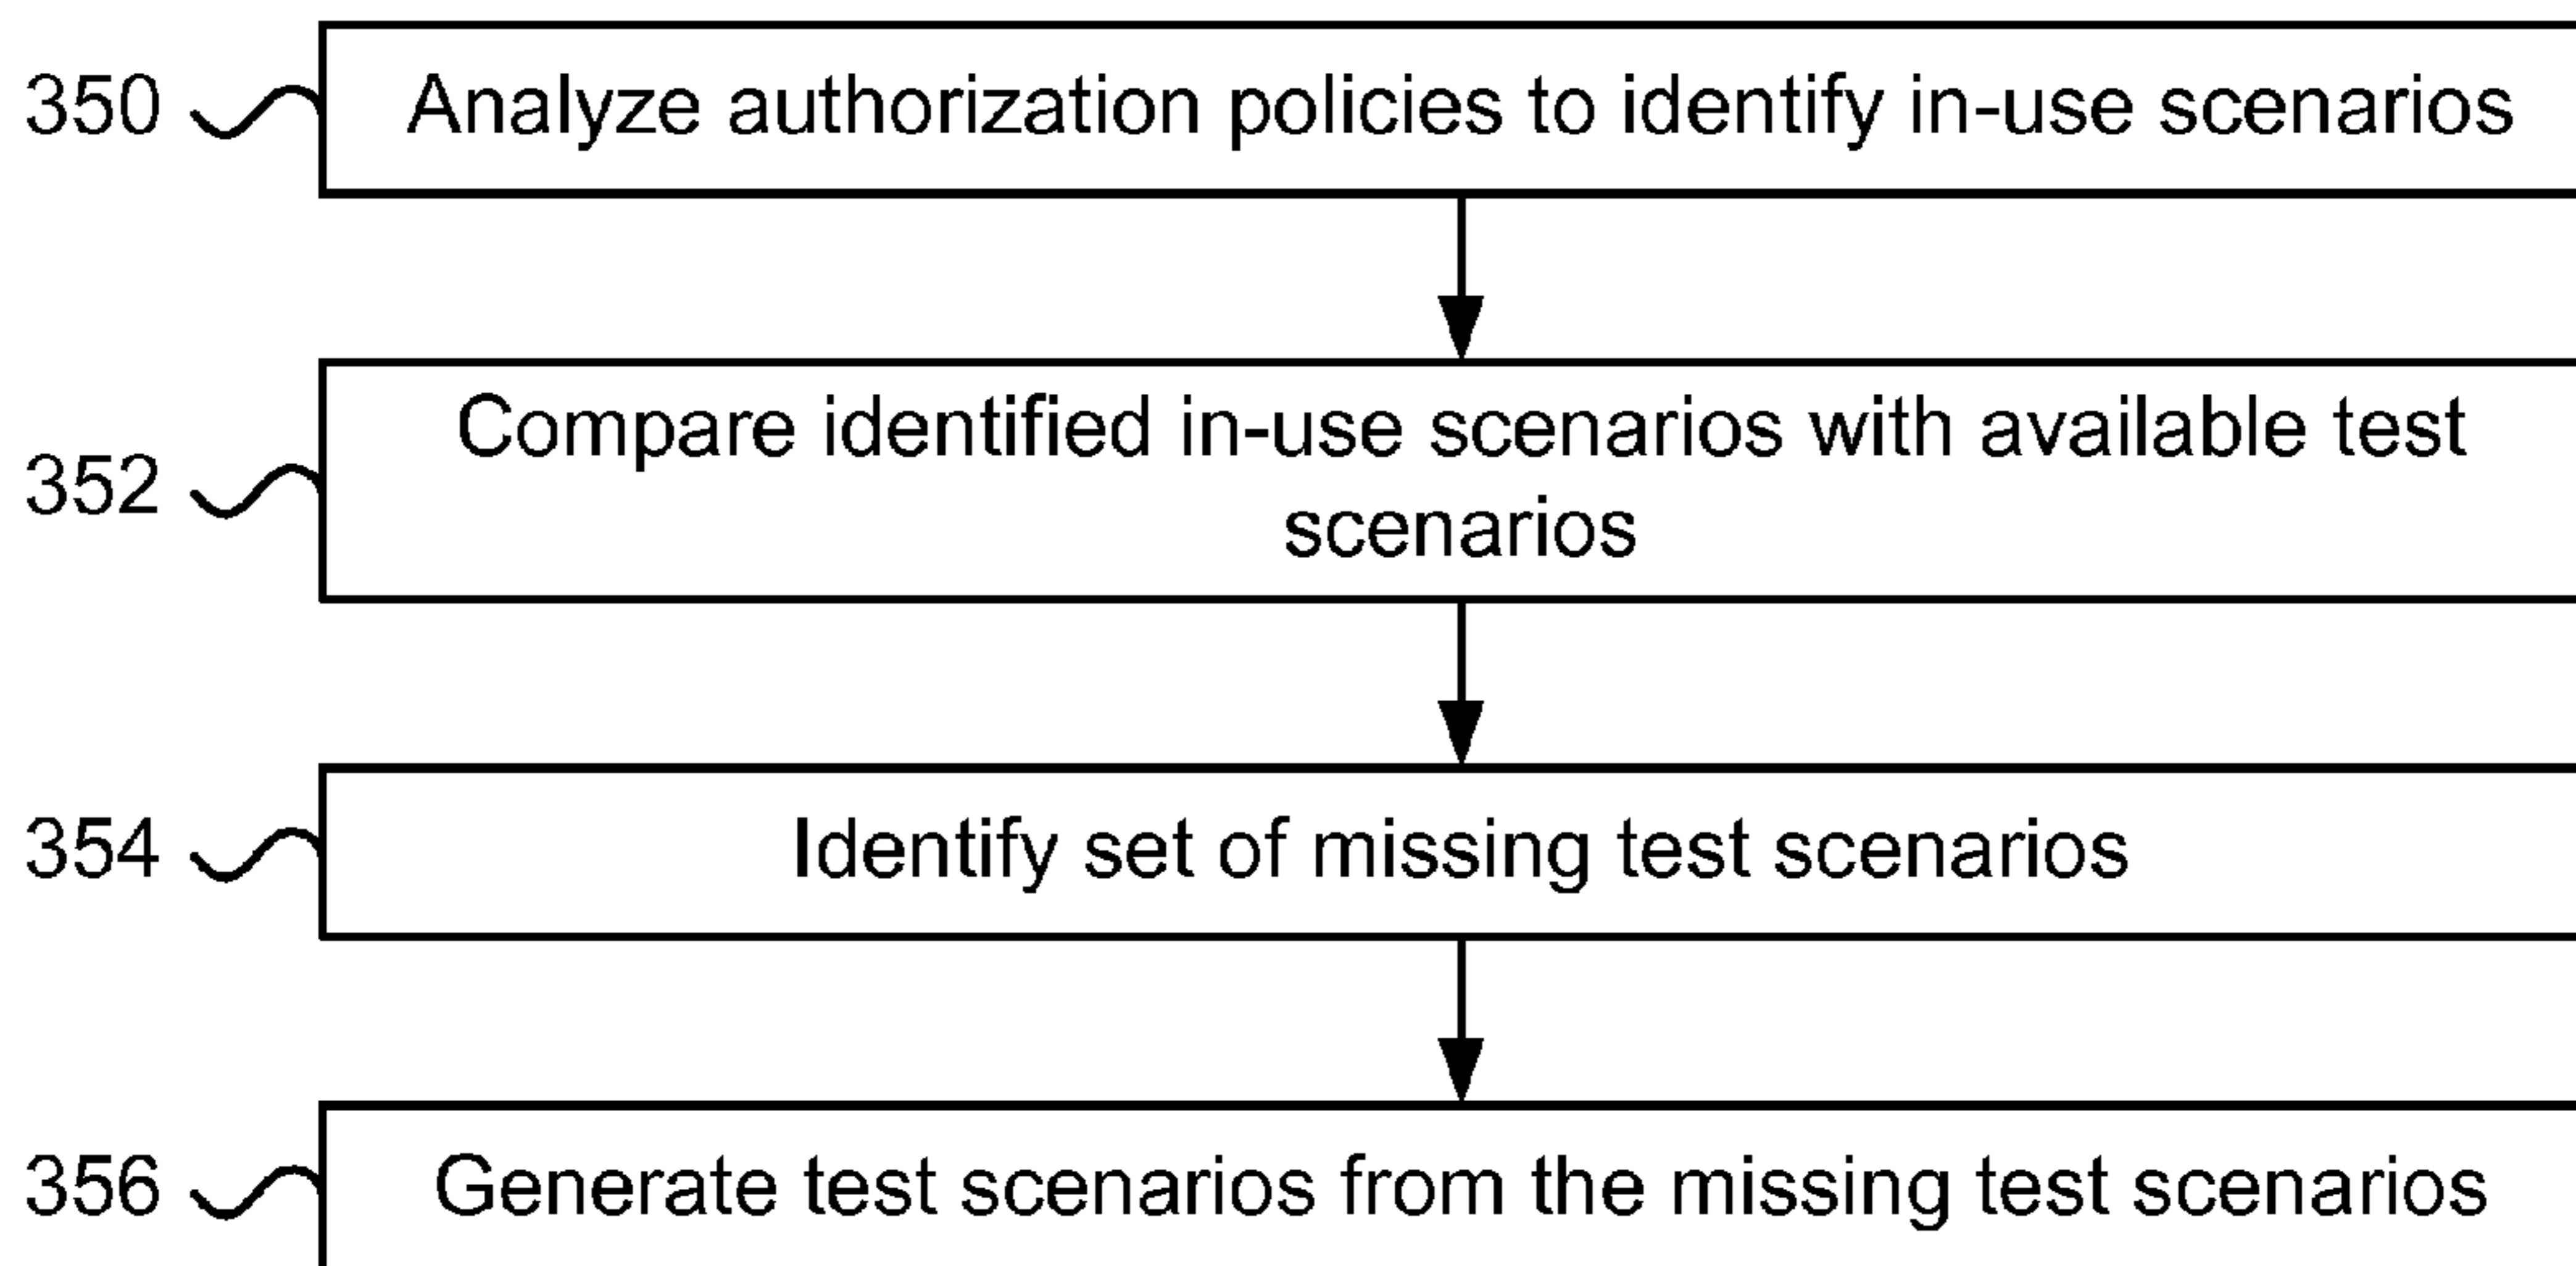 350 Analyze authorization policies to identify in-use scenarios
352 Compare identified in-use scenarios with available test
scenarios
354 Identify set of missing test scenarios
356 Generate test scenarios from the missing test scenarios